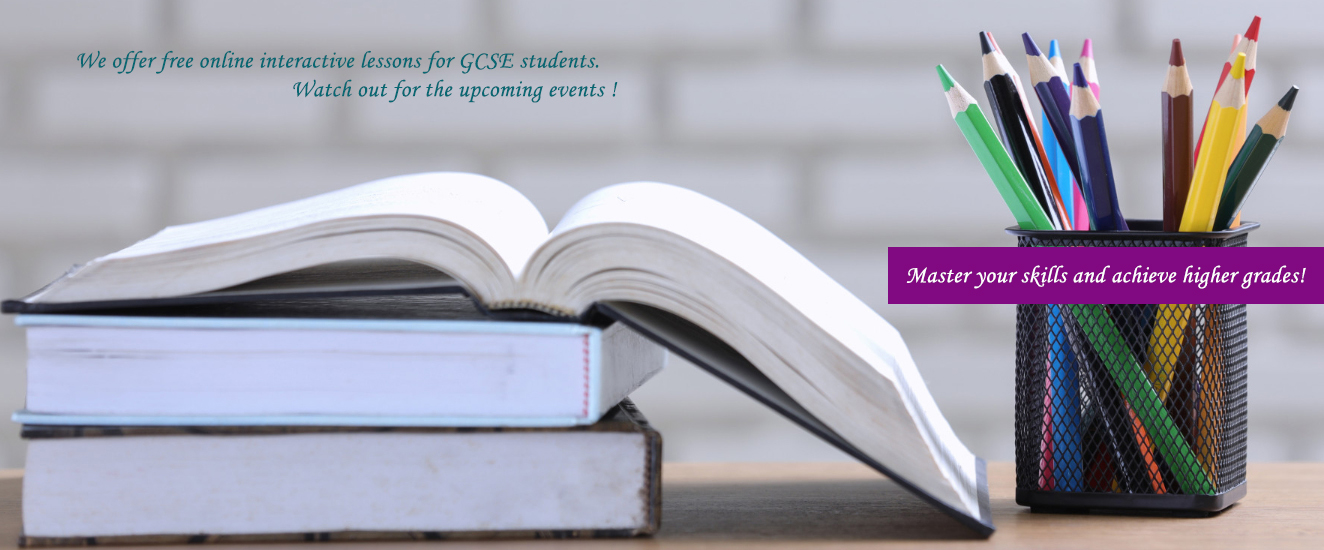 We offer free online interactive lessons for GCSE students.
Watch out for the upcoming events !
Master your skills and achieve higher grades!